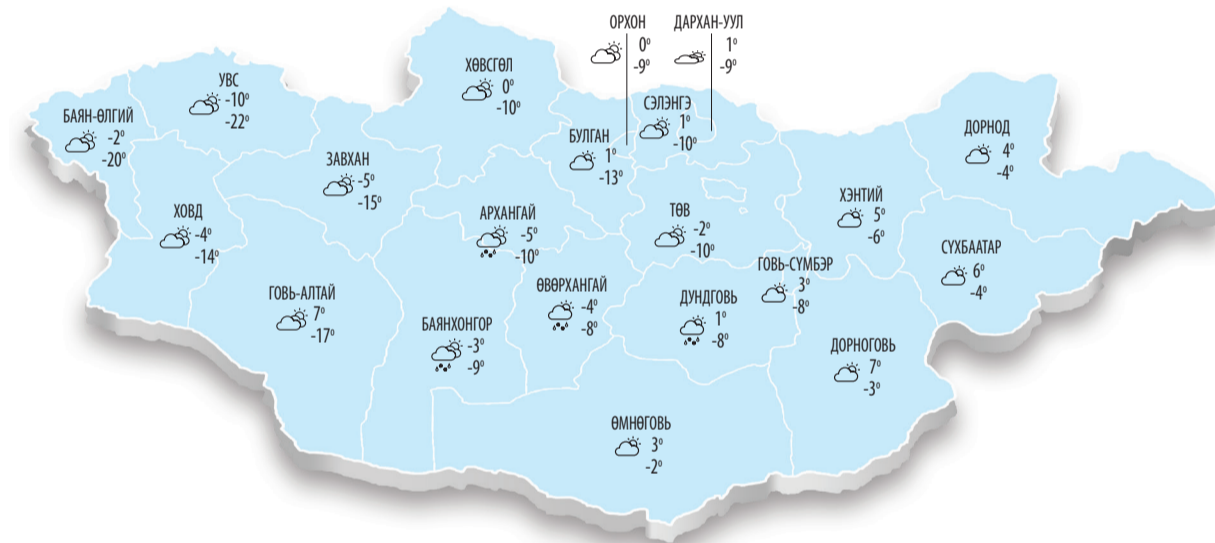 ОРХОН
0°
-9°
ДАРХАН-УУЛ
1°
-9°
ХӨВСГӨЛ
0°
-10°
УВС
-10°
-22°
СЭЛЭНГЭ
1°
-10°
БАЯН-ӨЛГИЙ
-2°
-20°
БУЛГАН
1°
-13°
ДОРНОД
4°
-4°
ЗАВХАН
-5°
-15°
ХЭНТИЙ
5°
-6°
ХОВД
-4°
-14°
АРХАНГАЙ
-5°
-10°
ТӨВ
-2°
-10°
СҮХБААТАР
6°
-4°
ГОВЬ-СҮМБЭР
3°
-8°
ГОВЬ-АЛТАЙ
7°
-17°
ӨВӨРХАНГАЙ
-4°
-8°
ДУНДГОВЬ
1°
-8°
БАЯНХОНГОР
-3°
-9°
ДОРНОГОВЬ
7°
-3°
ӨМНӨГОВЬ
3°
-2°